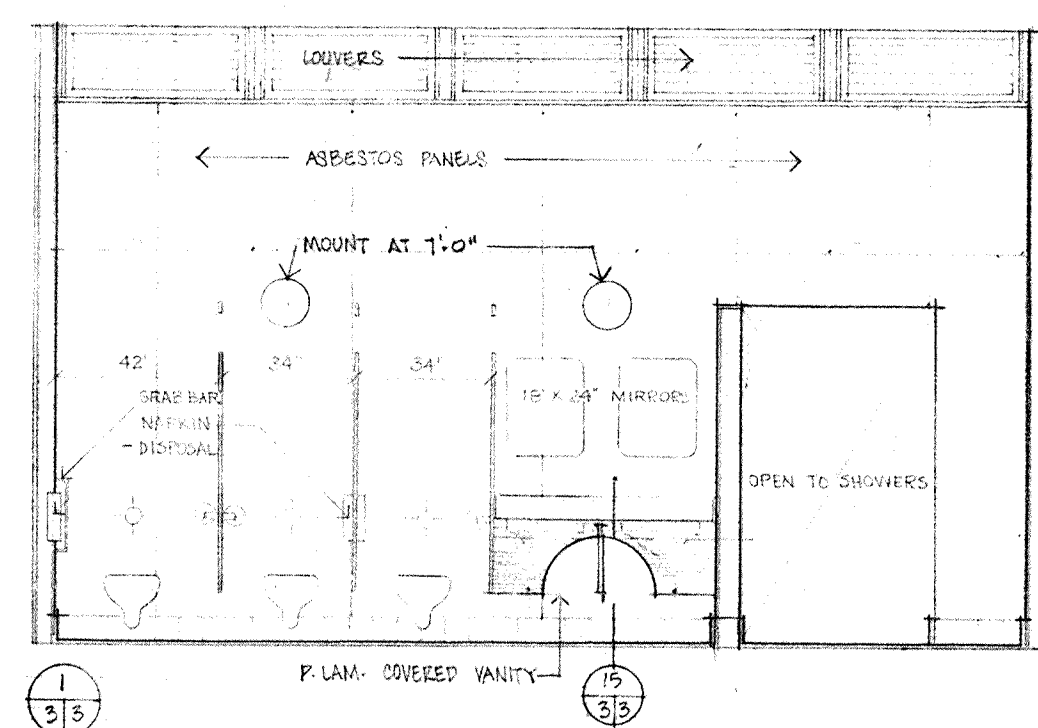 LOUVERS
ASBESTOS PANELS
MOUNT AT 7'-0"
42"
34"
34"
GRAB BAR
NAPKIN
- DISPOSAL
18" X 24" MIRRORS
OPEN TO SHOWERS
P. LAM. COVERED VANITY
1
3 3
15
3 3